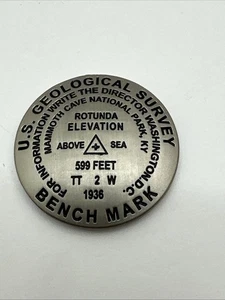 U.S. GEOLOGICAL SURVEY
FOR INFORMATION WRITE THE DIRECTOR WASHINGTON, D.C.
MAMMOTH CAVE NATIONAL PARK, KY
ROTUNDA
ELEVATION
ABOVE SEA
599 FEET
TT 2 W
1936
BENCH MARK